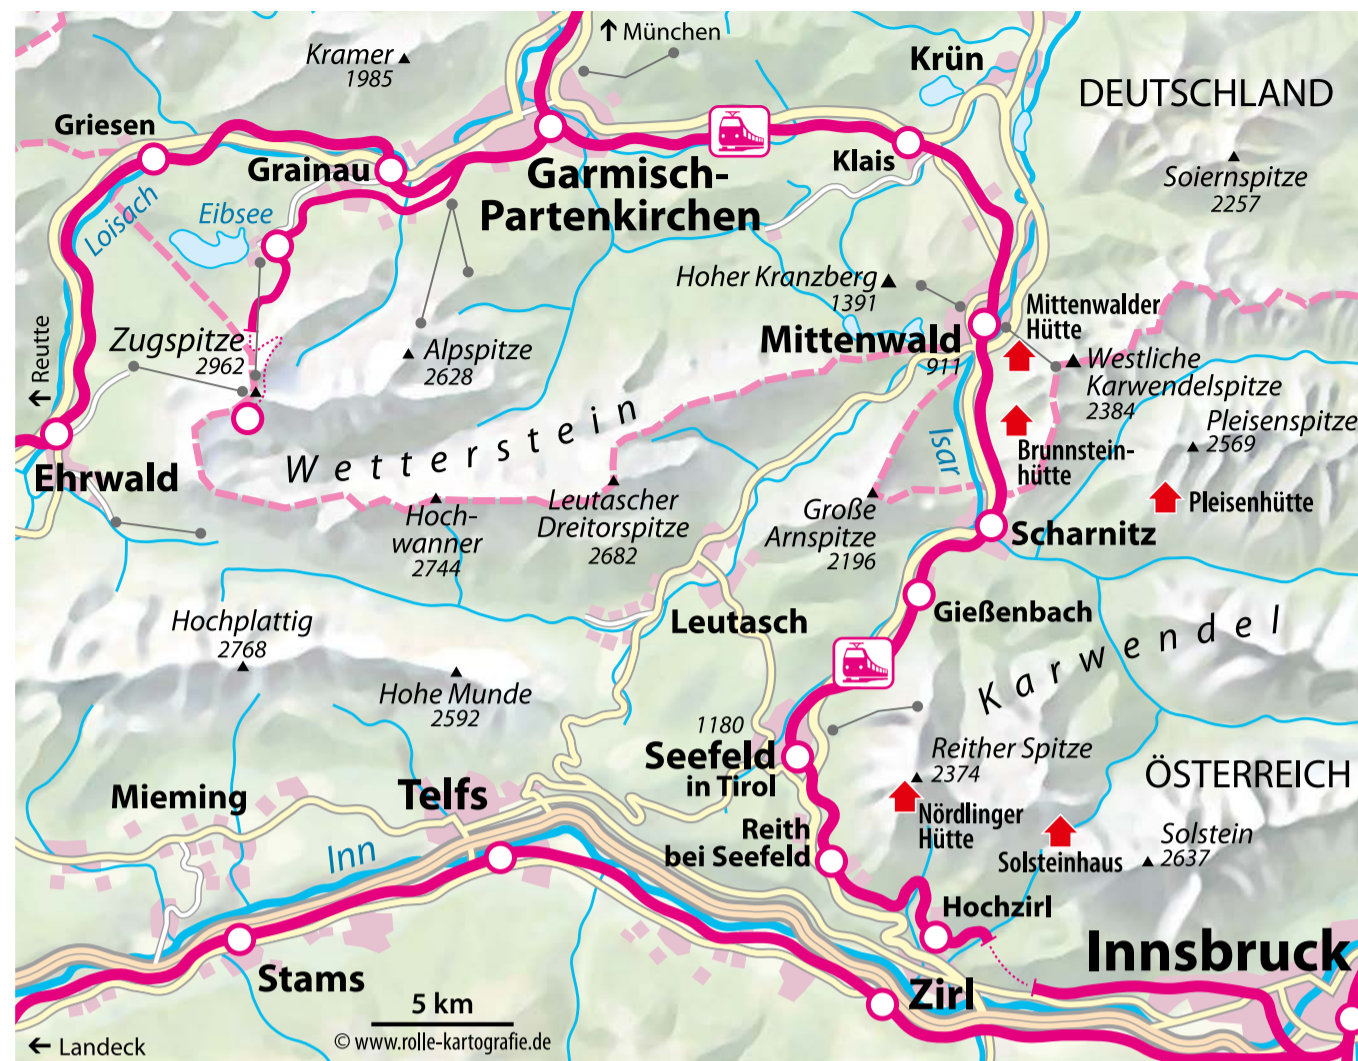 ↑ München
Kramer
1985
Krün
DEUTSCHLAND
Griesen
Grainau
Garmisch-
Partenkirchen
Klais
Soiernspitze
2257
Loisach
Eibsee
Hoher Kranzberg
1391
Mittenwalder
Hütte
↑ Reutte
Zugspitze
2962
Alpspitze
2628
Mittenwald
911
Westliche
Karwendelspitze
2384
Pleisenspitze
2569
Wetterstein
Isar
Brunnstein-
hütte
Ehrwald
Hoch-
wanner
2744
Leutascher
Dreitorspitze
2682
Große
Arnspitze
2196
Pleisenhütte
Scharnitz
Hochplattig
2768
Leutasch
Gießenbach
Karwendel
Hohe Munde
2592
1180
Seefeld
in Tirol
Reither Spitze
2374
ÖSTERREICH
Mieming
Telfs
Nördlinger
Hütte
Reith
bei Seefeld
Solsteinhaus
Solstein
2637
Inn
Hochzirl
Innsbruck
Stams
Zirl
5 km
← Landeck
© www.rolle-kartografie.de